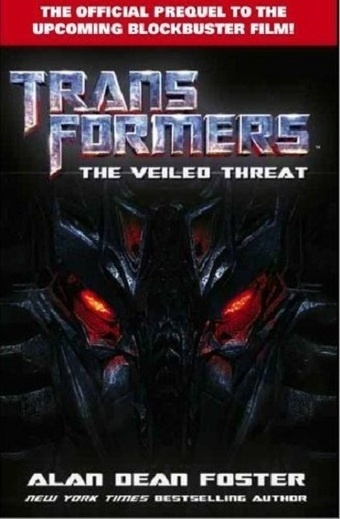 THE OFFICIAL PREQUEL TO THE
UPCOMING BLOCKBUSTER FILM!
TRANS
FORMERS™
THE VEILED THREAT
ALAN DEAN FOSTER
NEW YORK TIMES BESTSELLING AUTHOR